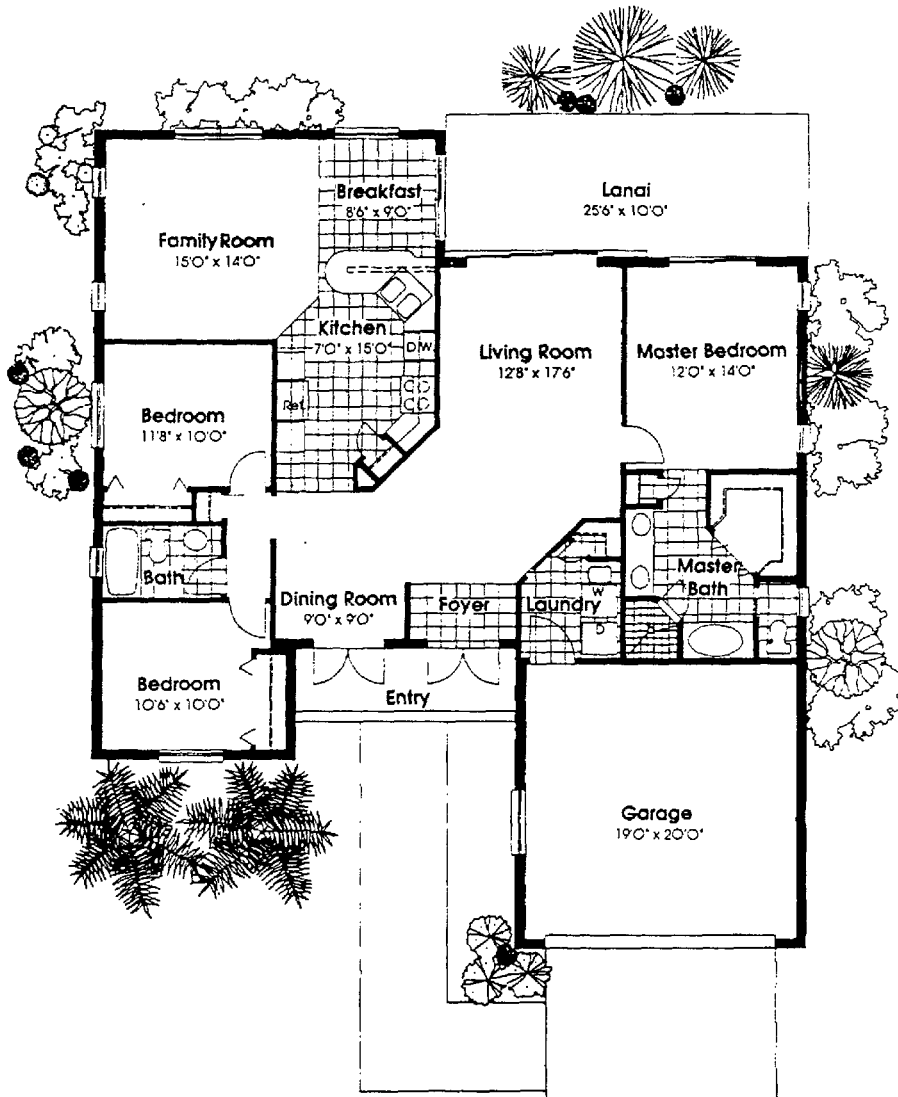 Breakfast
8'6" x 9'0"
Lanai
25'6" x 10'0"
Family Room
15'0" x 14'0"
Kitchen
7'0" x 15'0"
D.W.
Living Room
12'8" x 17'6"
Master Bedroom
12'0" x 14'0"
Ref.
Bedroom
11'8" x 10'0"
Bath
Master
Bath
Dining Room
9'0" x 9'0"
Foyer
Laundry
W
D
Bedroom
10'6" x 10'0"
Entry
Garage
19'0" x 20'0"